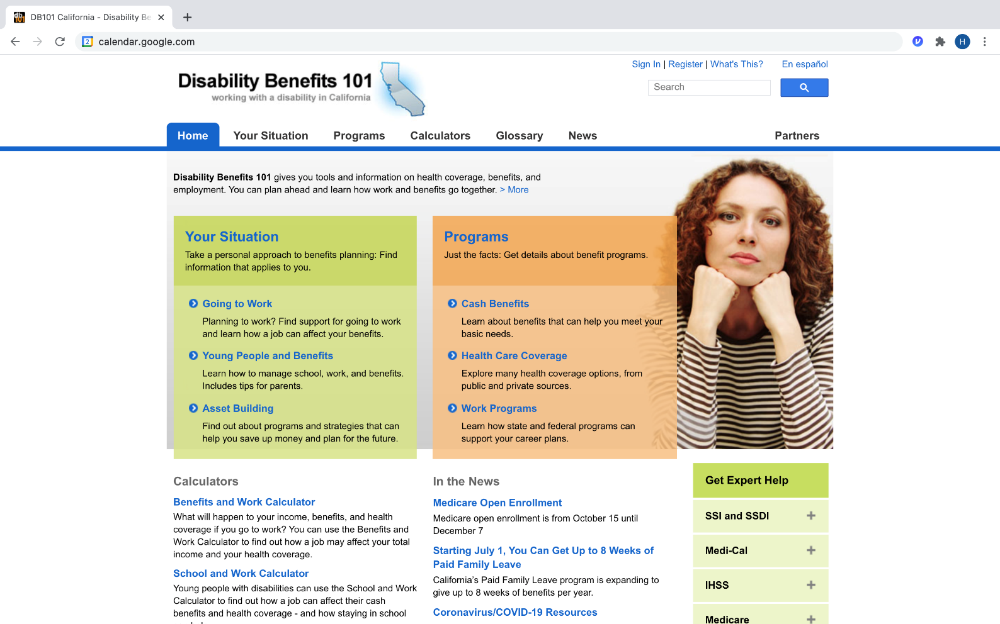 DB101 California - Disability Be
calendar.google.com
H
2
Sign In | Register | What's This? En español
Disability Benefits 101
working with a disability in California
Search
Home Your Situation Programs Calculators Glossary News Partners
Disability Benefits 101 gives you tools and information on health coverage, benefits, and
employment. You can plan ahead and learn how work and benefits go together. > More
Your Situation
Take a personal approach to benefits planning: Find
information that applies to you.
Going to Work
Planning to work? Find support for going to work
and learn how a job can affect your benefits.
Young People and Benefits
Learn how to manage school, work, and benefits.
Includes tips for parents.
Asset Building
Find out about programs and strategies that can
help you save up money and plan for the future.
Programs
Just the facts: Get details about benefit programs.
Cash Benefits
Learn about benefits that can help you meet your
basic needs.
Health Care Coverage
Explore many health coverage options, from
public and private sources.
Work Programs
Learn how state and federal programs can
support your career plans.
Calculators
Benefits and Work Calculator
What will happen to your income, benefits, and health
coverage if you go to work? You can use the Benefits and
Work Calculator to find out how a job may affect your total
income and your health coverage.
School and Work Calculator
Young people with disabilities can use the School and Work
Calculator to find out how a job can affect their cash
benefits and health coverage - and how staying in school
In the News
Medicare Open Enrollment
Medicare open enrollment is from October 15 until
December 7
Starting July 1, You Can Get Up to 8 Weeks of
Paid Family Leave
California's Paid Family Leave program is expanding to
give up to 8 weeks of benefits per year.
Coronavirus/COVID-19 Resources
Get Expert Help
SSI and SSDI
Medi-Cal
IHSS
Medicare